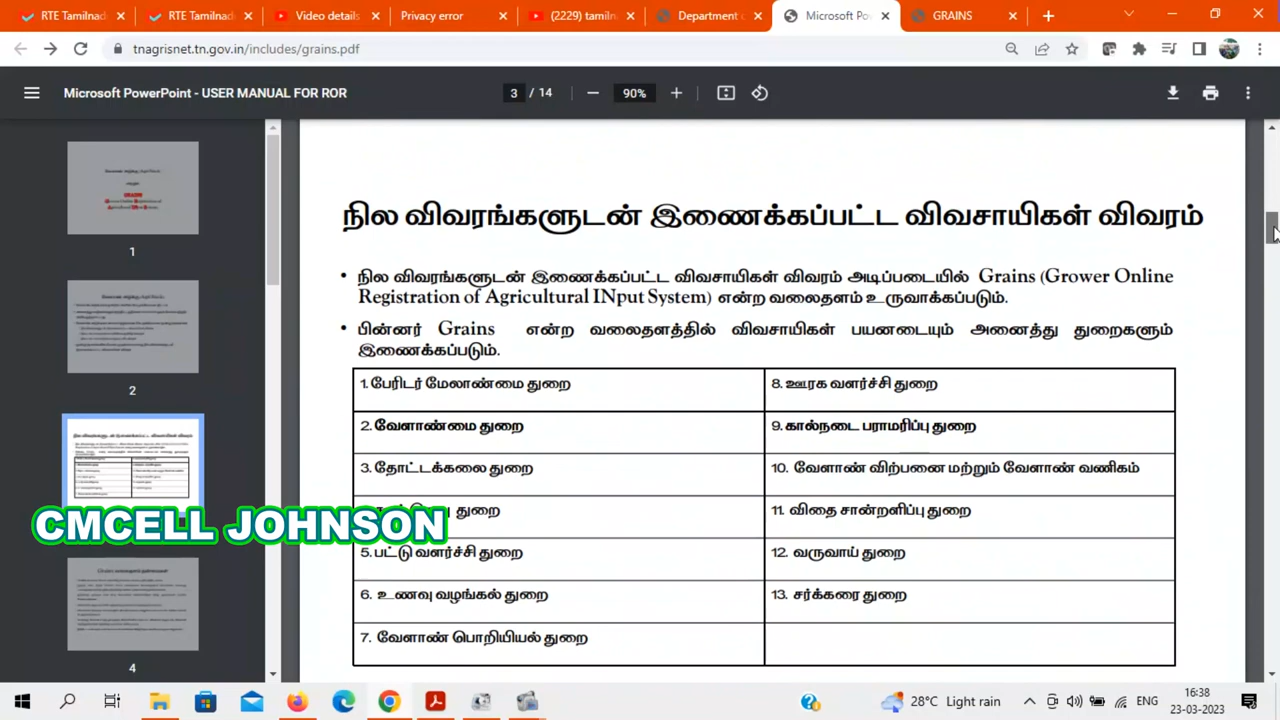 RTE Tamilnad
RTE Tamilnad
Video details
Privacy error
(2229) tamiln
Department
Microsoft Po
GRAINS
tnagrisnet.tn.gov.in/includes/grains.pdf
Microsoft PowerPoint - USER MANUAL FOR ROR
3 / 14
90%
நில விவரங்களுடன் இணைக்கப்பட்ட விவசாயிகள் விவரம்
• நில விவரங்களுடன் இணைக்கப்பட்ட விவசாயிகள் விவரம் அடிப்படையில் Grains (Grower Online
Registration of Agricultural INput System) என்ற வலைதளம் உருவாக்கப்படும்.
• பின்னர் Grains என்ற வலைதளத்தில் விவசாயிகள் பயனடையும் அனைத்து துறைகளும்
இணைக்கப்படும்.
1. பேரிடர் மேலாண்மை துறை
8. ஊரக வளர்ச்சி துறை
2. வேளாண்மை துறை
9. கால்நடை பராமரிப்பு துறை
3. தோட்டக்கலை துறை
10. வேளாண் விற்பனை மற்றும் வேளாண் வணிகம்
துறை
11. விதை சான்றளிப்பு துறை
5. பட்டு வளர்ச்சி துறை
12. வருவாய் துறை
6. உணவு வழங்கல் துறை
13. சர்க்கரை துறை
7. வேளாண் பொறியியல் துறை
1
2
3
4
CMCELL JOHNSON
28°C Light rain
ENG
16:38
23-03-2023